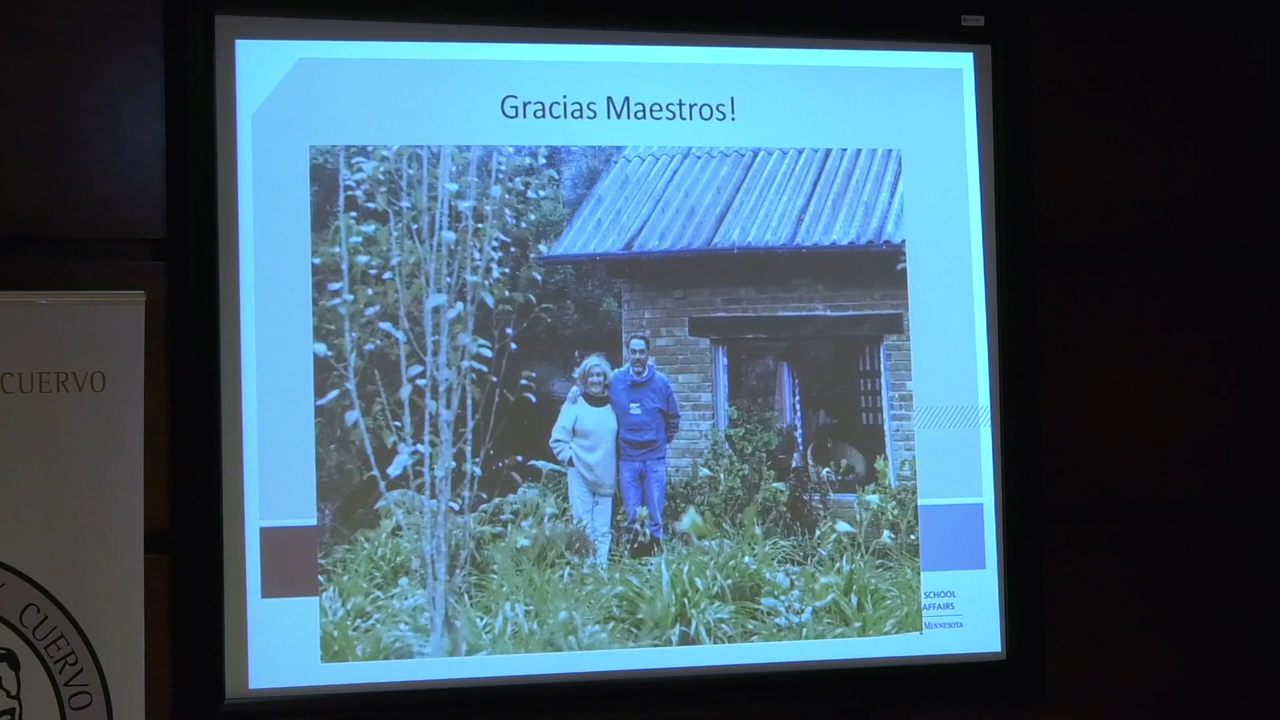 Gracias Maestros!
CUERVO
SCHOOL
AFFAIRS
MINNESOTA
CUERVO